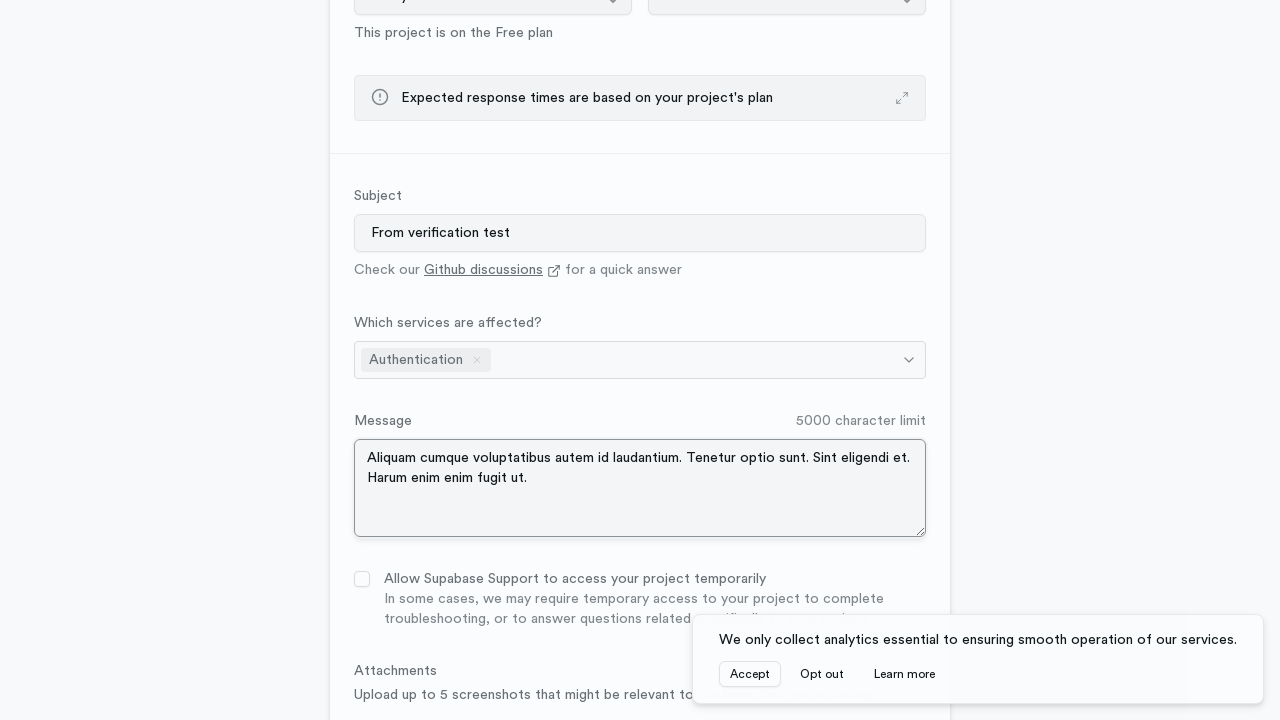 This project is on the Free plan
Expected response times are based on your project's plan
Subject
From verification test
Check our Github discussions for a quick answer
Which services are affected?
Authentication
Message
5000 character limit
Aliquam cumque voluptatibus autem id laudantium. Tenetur optio sunt. Sint eligendi et.
Harum enim enim fugit ut.
Allow Supabase Support to access your project temporarily
In some cases, we may require temporary access to your project to complete
troubleshooting, or to answer questions related
We only collect analytics essential to ensuring smooth operation of our services.
Accept
Opt out
Learn more
Attachments
Upload up to 5 screenshots that might be relevant to